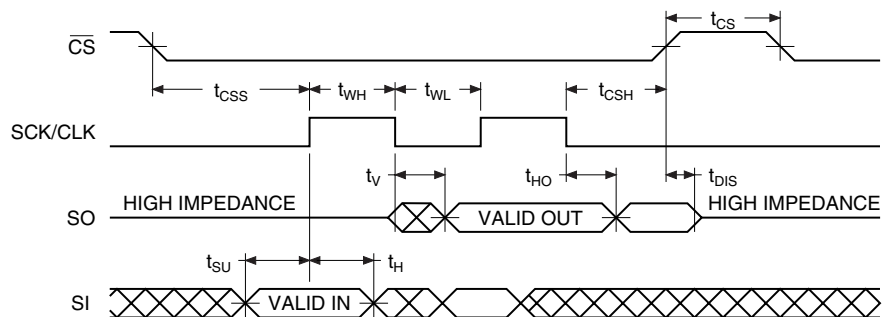 t_CS
C̅S̅
t_CSS t_WH t_WL t_CSH
SCK/CLK
t_V t_HO t_DIS
HIGH IMPEDANCE HIGH IMPEDANCE
SO VALID OUT
t_SU t_H
SI VALID IN